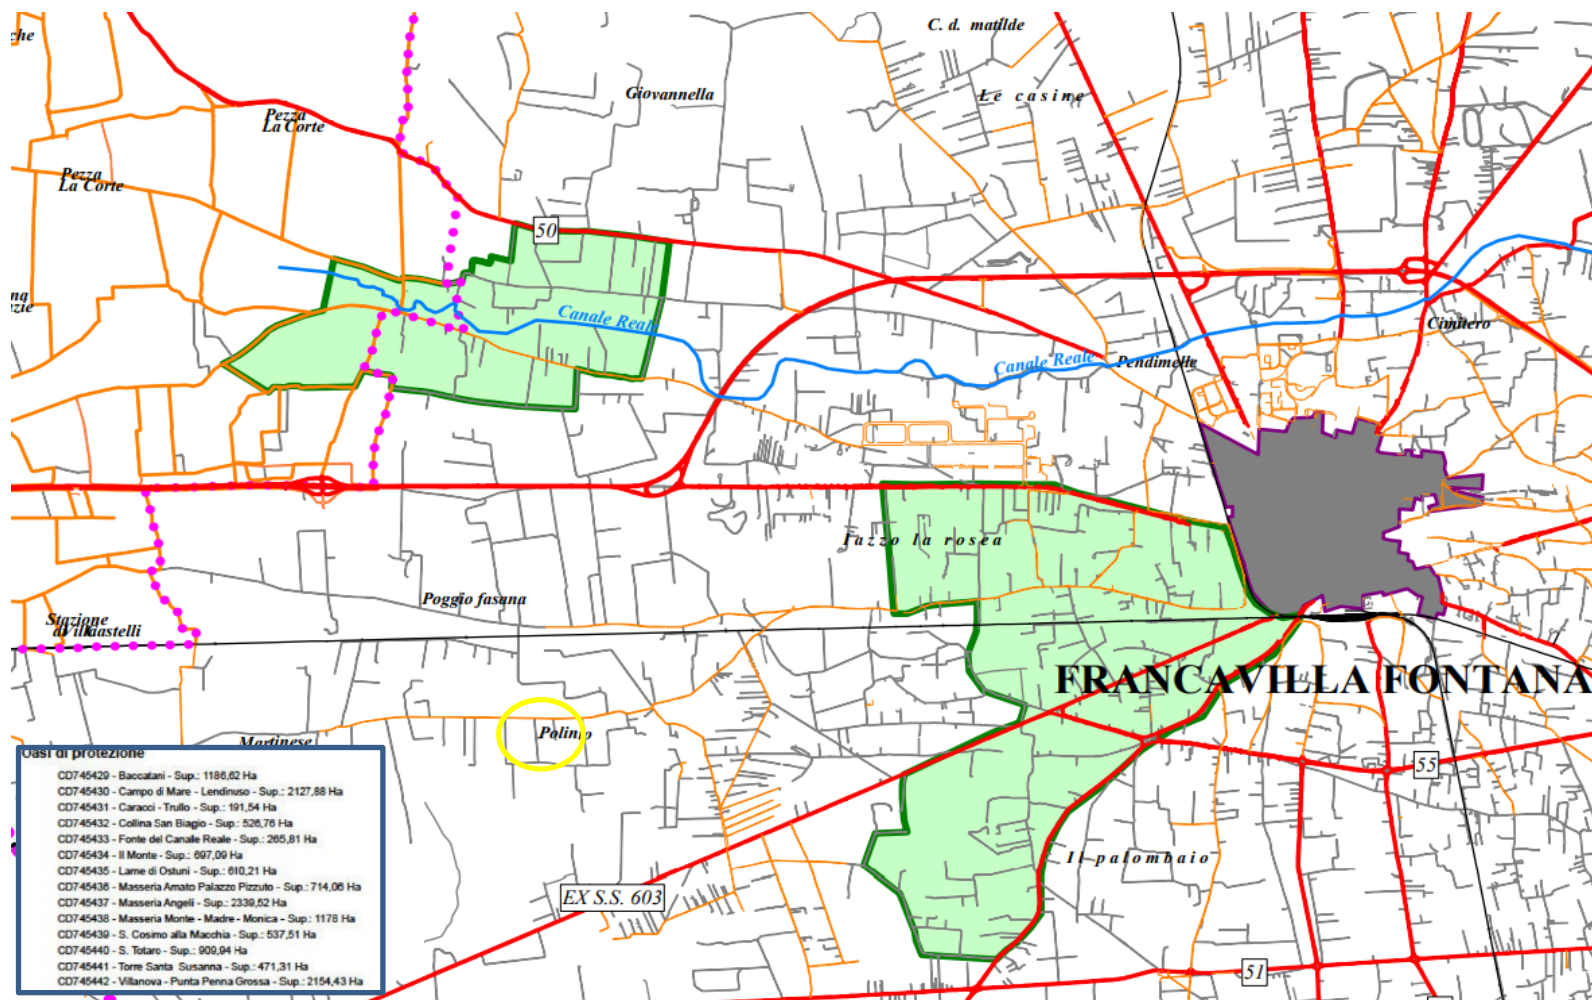 che
C. d. matilde
Giovannella
Le casine
Pezza
La Corte
Pezza
La Corte
50
na
zie
Canale Real
Cimitero
Canale Reale
Pendimelle
Tazzo la rosea
Poggio fasana
Stazione
FRANCAVILLA FONTANA
Polinio
Martinese
55
Il palombaio
EX S.S. 603
51
Oasi di protezione
CD745429 - Baccatani - Sup.: 1186,62 Ha
CD745430 - Campo di Mare - Lendinuso - Sup.: 2127,88 Ha
CD745431 - Caracci - Trullo - Sup.: 191,54 Ha
CD745432 - Collina San Biagio - Sup.: 526,76 Ha
CD745433 - Fonte del Canale Reale - Sup.: 265,81 Ha
CD745434 - Il Monte - Sup.: 697,09 Ha
CD745435 - Lame di Ostuni - Sup.: 610,21 Ha
CD745436 - Masseria Amato Palazzo Pizzuto - Sup.: 714,06 Ha
CD745437 - Masseria Angeli - Sup.: 2339,52 Ha
CD745438 - Masseria Monte - Madre - Monica - Sup.: 1178 Ha
CD745439 - S. Cosimo alla Macchia - Sup.: 537,51 Ha
CD745440 - S. Totaro - Sup.: 909,94 Ha
CD745441 - Torre Santa Susanna - Sup.: 471,31 Ha
CD745442 - Villanova - Punta Penna Grossa - Sup.: 2154,43 Ha